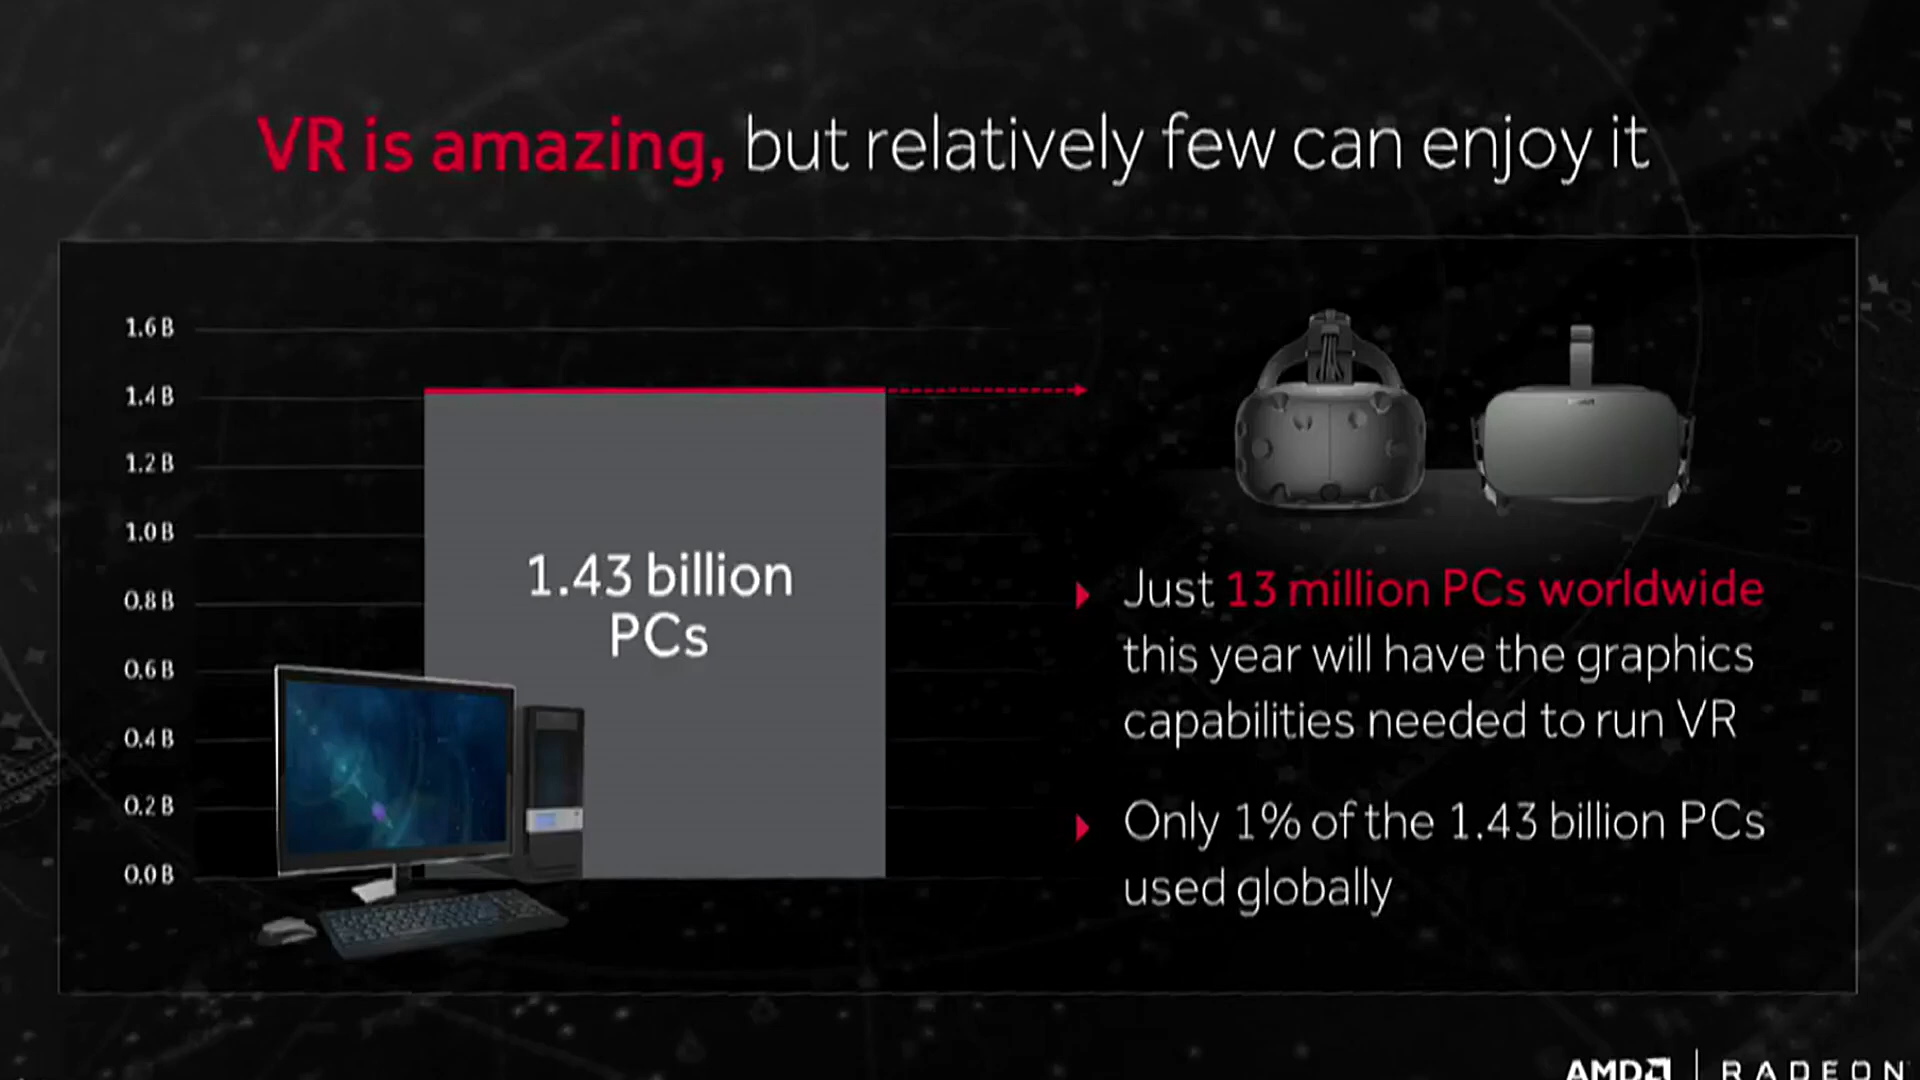 VR is amazing, but relatively few can enjoy it
1.6 B
1.4 B
1.2 B
1.0 B
0.8 B
0.6 B
0.4 B
0.2 B
0.0 B
1.43 billion
PCs
Just 13 million PCs worldwide
this year will have the graphics
capabilities needed to run VR
Only 1% of the 1.43 billion PCs
used globally
AMD | RADEON